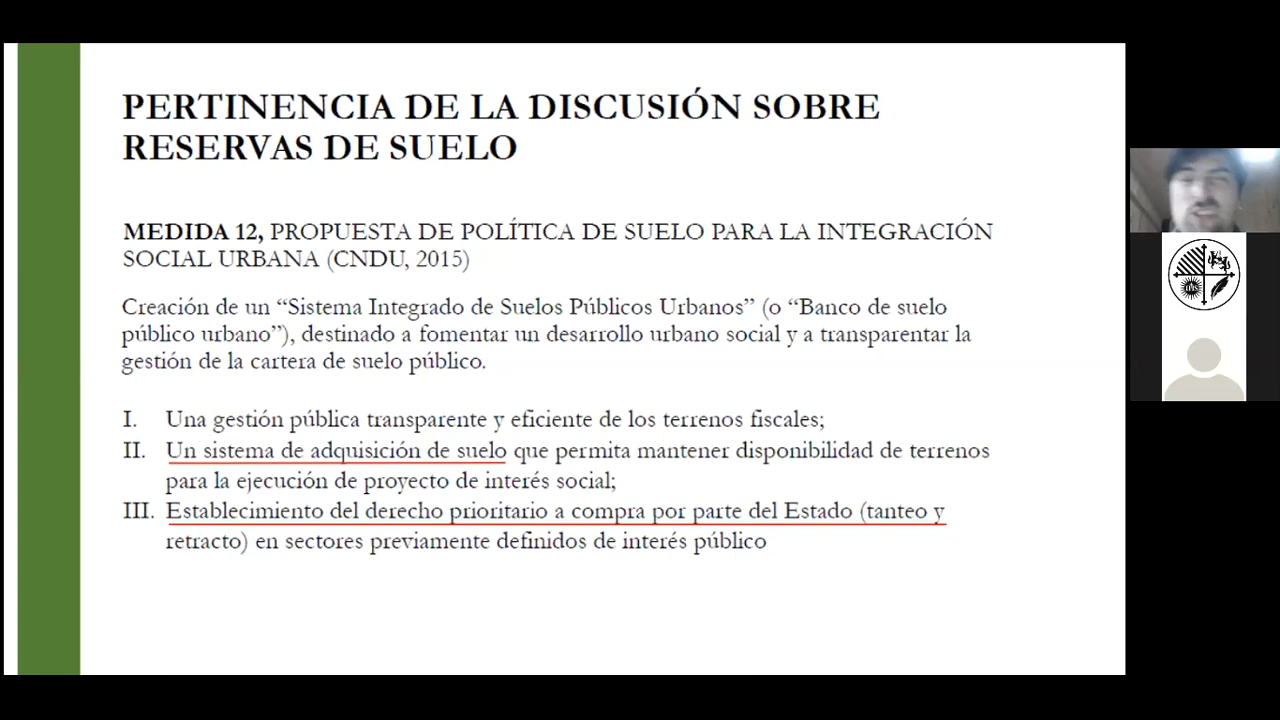 PERTINENCIA DE LA DISCUSIÓN SOBRE
RESERVAS DE SUELO
MEDIDA 12, PROPUESTA DE POLÍTICA DE SUELO PARA LA INTEGRACIÓN
SOCIAL URBANA (CNDU, 2015)
Creación de un “Sistema Integrado de Suelos Públicos Urbanos” (o “Banco de suelo
público urbano”), destinado a fomentar un desarrollo urbano social y a transparentar la
gestión de la cartera de suelo público.
I. Una gestión pública transparente y eficiente de los terrenos fiscales;
II. Un sistema de adquisición de suelo que permita mantener disponibilidad de terrenos
para la ejecución de proyecto de interés social;
III. Establecimiento del derecho prioritario a compra por parte del Estado (tanteo y
retracto) en sectores previamente definidos de interés público